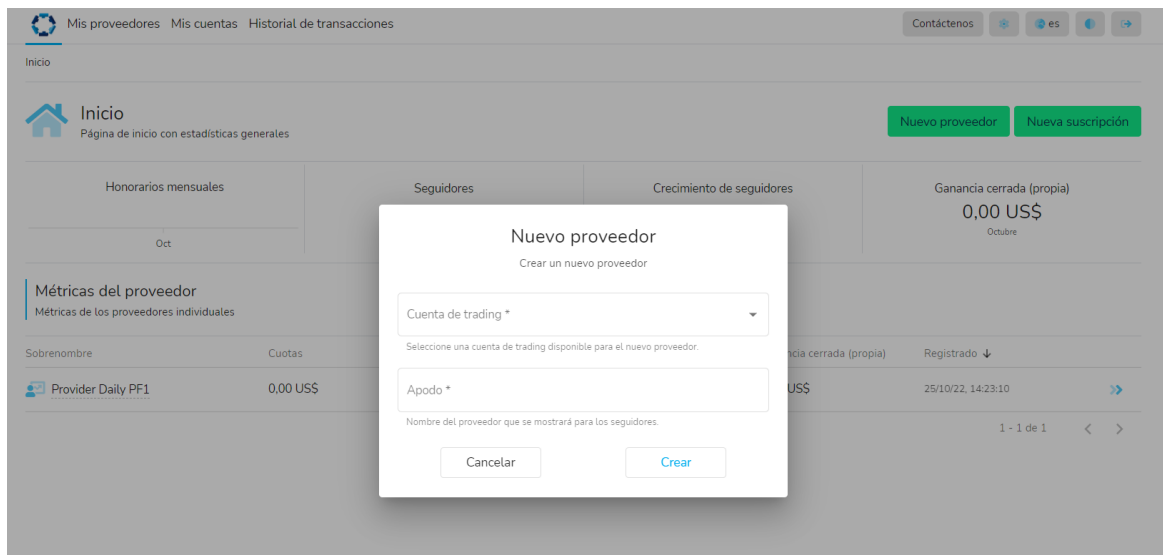 Mis proveedores Mis cuentas Historial de transacciones
Contáctenos
es
Inicio
Inicio
Página de inicio con estadísticas generales
Nuevo proveedor
Nueva suscripción
Honorarios mensuales
Oct
Seguidores
Crecimiento de seguidores
Ganancia cerrada (propia)
0,00 US$
Octubre
Nuevo proveedor
Crear un nuevo proveedor
Cuenta de trading *
Seleccione una cuenta de trading disponible para el nuevo proveedor.
Apodo *
Nombre del proveedor que se mostrará para los seguidores.
Cancelar
Crear
Métricas del proveedor
Métricas de los proveedores individuales
Sobrenombre Cuotas cerrada (propia) Registrado
Provider Daily PF1 0,00 US$ US$ 25/10/22, 14:23:10
1 - 1 de 1